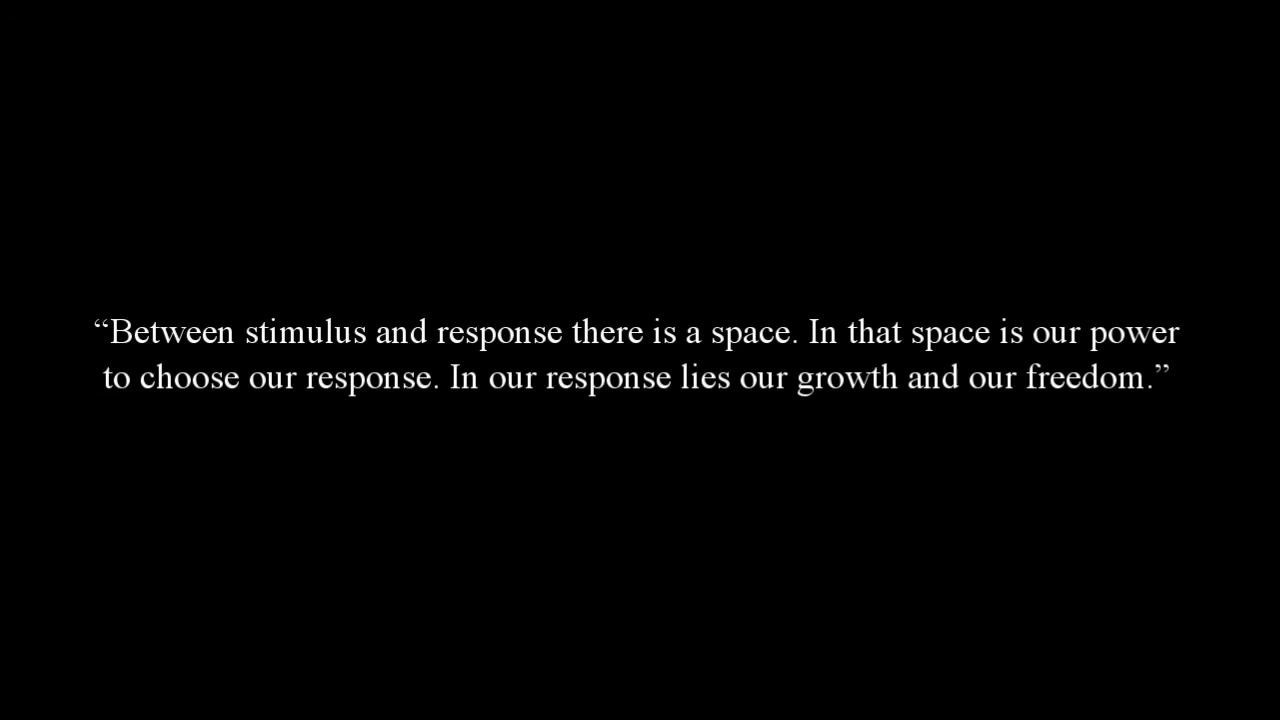 “Between stimulus and response there is a space. In that space is our power
to choose our response. In our response lies our growth and our freedom.”